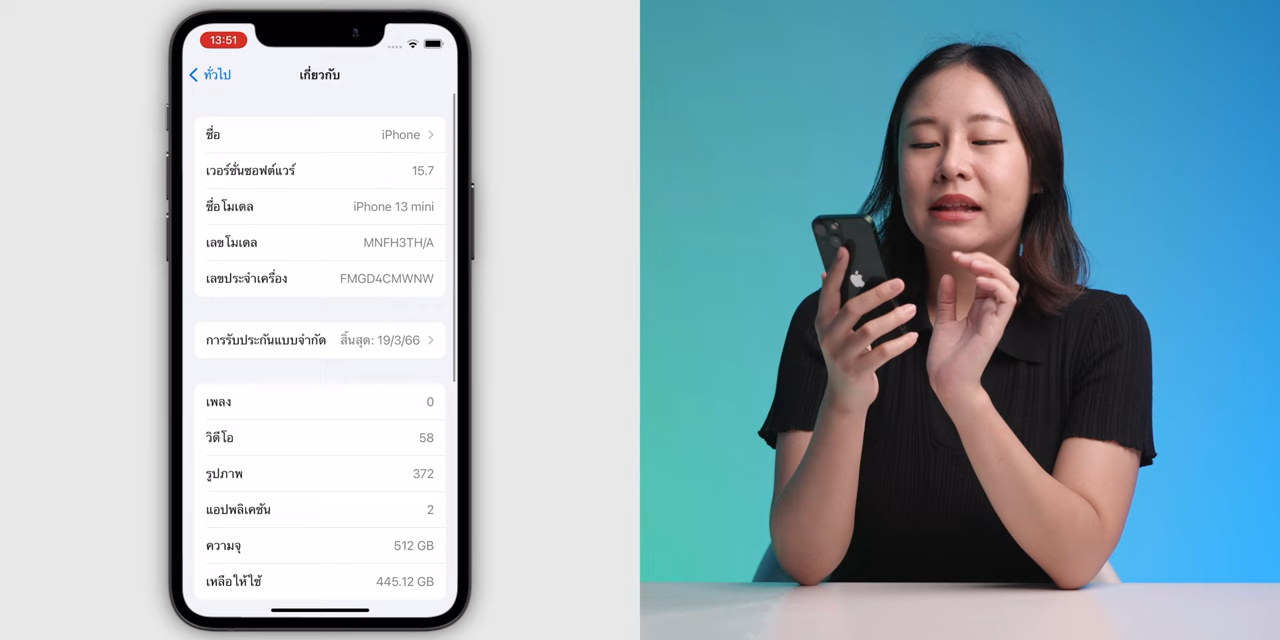 13:51
ทั่วไป
เกี่ยวกับ
ชื่อ iPhone
เวอร์ชั่นซอฟต์แวร์ 15.7
ชื่อโมเดล iPhone 13 mini
เลขโมเดล MNFH3TH/A
เลขประจำเครื่อง FMGD4CMWNW
การรับประกันแบบจำกัด สิ้นสุด: 19/3/66
เพลง 0
วิดีโอ 58
รูปภาพ 372
แอปพลิเคชัน 2
ความจุ 512 GB
เหลือให้ใช้ 445.12 GB